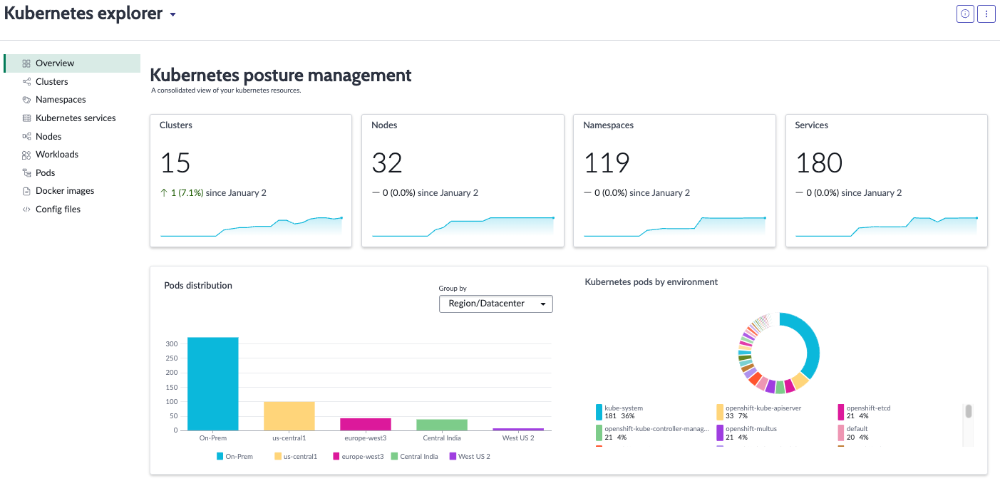 Kubernetes explorer
Overview
Clusters
Namespaces
Kubernetes services
Nodes
Workloads
Pods
Docker images
Config files
Kubernetes posture management
A consolidated view of your kubernetes resources.
Clusters
15
1 (7.1%) since January 2
Nodes
32
0 (0.0%) since January 2
Namespaces
119
0 (0.0%) since January 2
Services
180
0 (0.0%) since January 2
Pods distribution
Group by
Region/Datacenter
300
250
200
150
100
50
0
On-Prem us-central1 europe-west3 Central India West US 2
On-Prem us-central1 europe-west3 Central India West US 2
Kubernetes pods by environment
kube-system
181 36%
openshift-kube-apiserver
33 7%
openshift-etcd
21 4%
openshift-kube-controller-manag...
21 4%
openshift-multus
21 4%
default
20 4%